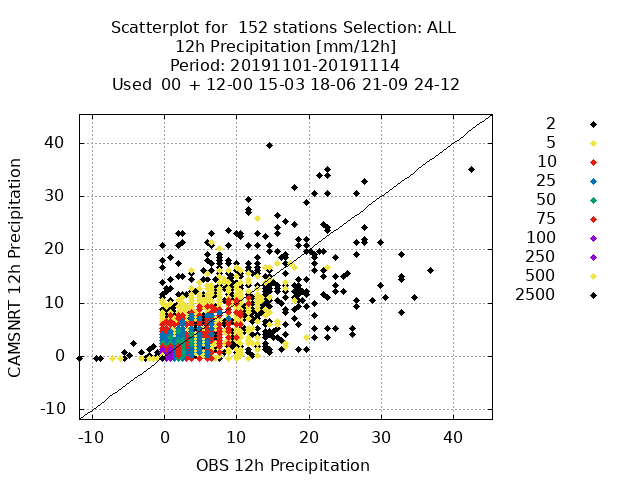 Scatterplot for  152 stations Selection: ALL
12h Precipitation [mm/12h]
Period: 20191101-20191114
Used  00 + 12-00 15-03 18-06 21-09 24-12
CAMSNRT 12h Precipitation
40
30
20
10
0
-10
-10 0 10 20 30 40
OBS 12h Precipitation
2
5
10
25
50
75
100
250
500
2500